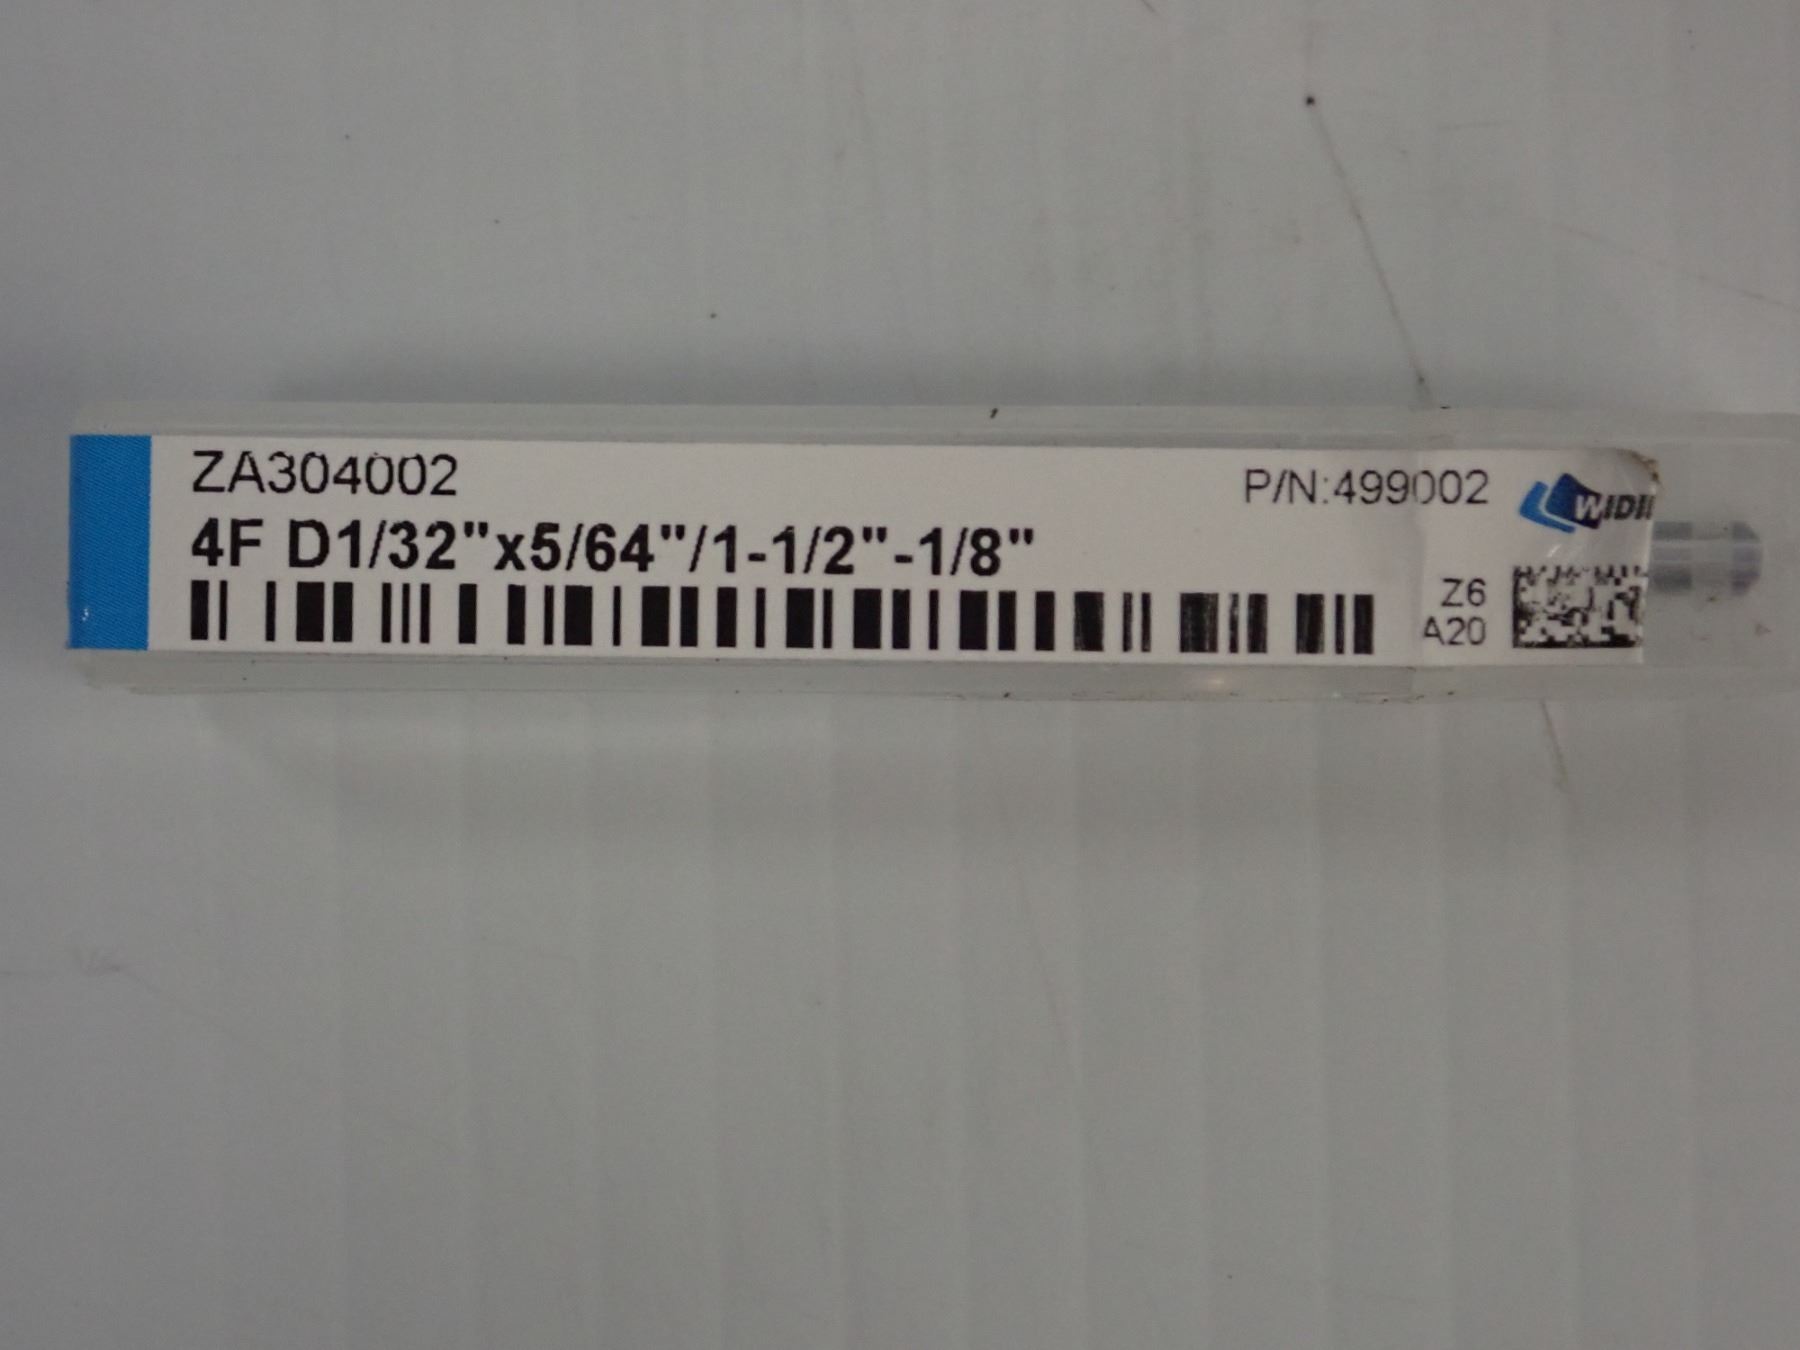 ZA304002
P/N:499002
4F D1/32"x5/64"/1-1/2"-1/8"
Z6
A20